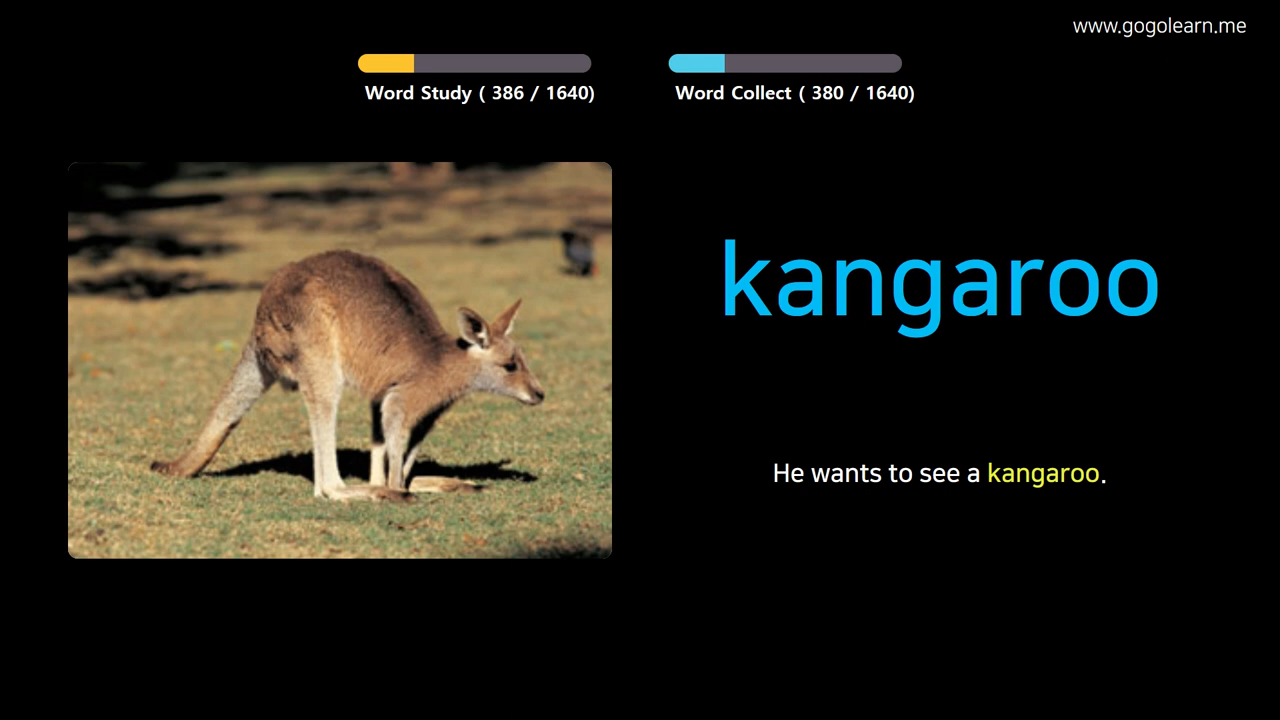 www.gogolearn.me
Word Study ( 386 / 1640)
Word Collect ( 380 / 1640)
kangaroo
He wants to see a kangaroo.